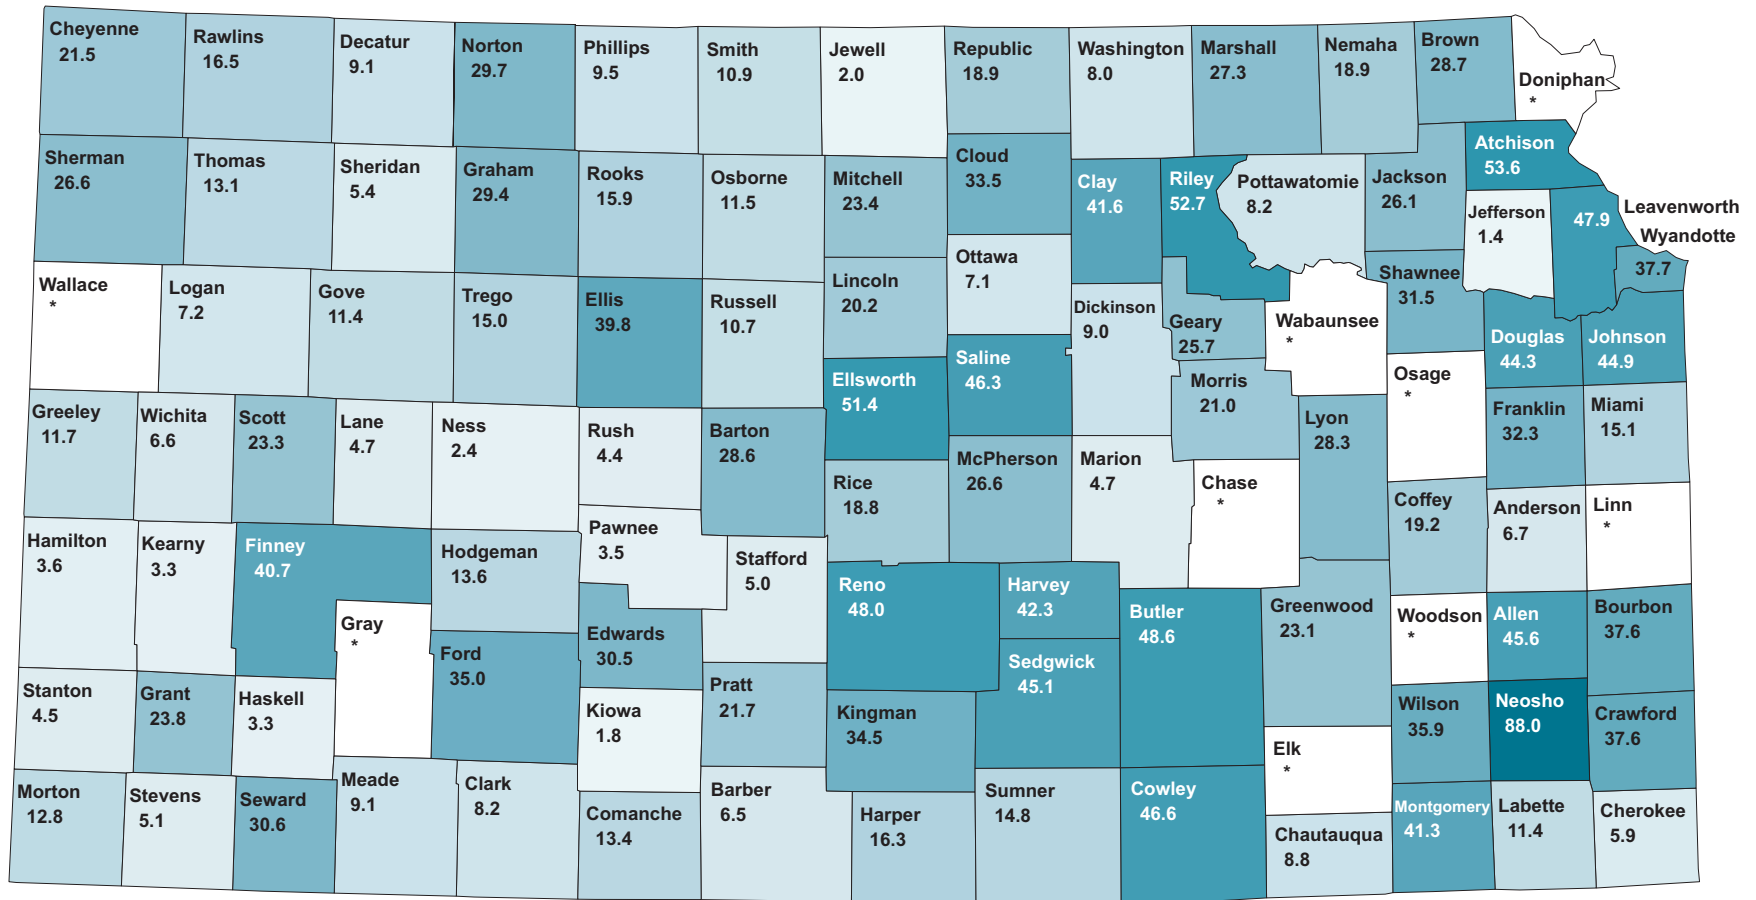 Cheyenne
21.5
Rawlins
16.5
Decatur
9.1
Norton
29.7
Phillips
9.5
Smith
10.9
Jewell
2.0
Republic
18.9
Washington
8.0
Marshall
27.3
Nemaha
18.9
Brown
28.7
Doniphan
*
Sherman
26.6
Thomas
13.1
Sheridan
5.4
Graham
29.4
Rooks
15.9
Osborne
11.5
Mitchell
23.4
Cloud
33.5
Clay
41.6
Riley
52.7
Pottawatomie
8.2
Jackson
26.1
Atchison
53.6
Jefferson
1.4
47.9
Leavenworth
Wyandotte
37.7
Wallace
*
Logan
7.2
Gove
11.4
Trego
15.0
Ellis
39.8
Russell
10.7
Lincoln
20.2
Ottawa
7.1
Dickinson
9.0
Geary
25.7
Wabaunsee
*
Shawnee
31.5
Douglas
44.3
Johnson
44.9
Ellsworth
51.4
Saline
46.3
Morris
21.0
Osage
*
Greeley
11.7
Wichita
6.6
Scott
23.3
Lane
4.7
Ness
2.4
Rush
4.4
Barton
28.6
Rice
18.8
McPherson
26.6
Marion
4.7
Chase
*
Lyon
28.3
Franklin
32.3
Miami
15.1
Coffey
19.2
Anderson
6.7
Linn
*
Hamilton
3.6
Kearny
3.3
Finney
40.7
Hodgeman
13.6
Pawnee
3.5
Stafford
5.0
Reno
48.0
Harvey
42.3
Butler
48.6
Greenwood
23.1
Woodson
*
Allen
45.6
Bourbon
37.6
Gray
*
Ford
35.0
Edwards
30.5
Sedgwick
45.1
Stanton
4.5
Grant
23.8
Haskell
3.3
Kiowa
1.8
Pratt
21.7
Kingman
34.5
Elk
*
Wilson
35.9
Neosho
88.0
Crawford
37.6
Morton
12.8
Stevens
5.1
Seward
30.6
Meade
9.1
Clark
8.2
Comanche
13.4
Barber
6.5
Harper
16.3
Sumner
14.8
Cowley
46.6
Chautauqua
8.8
Montgomery
41.3
Labette
11.4
Cherokee
5.9